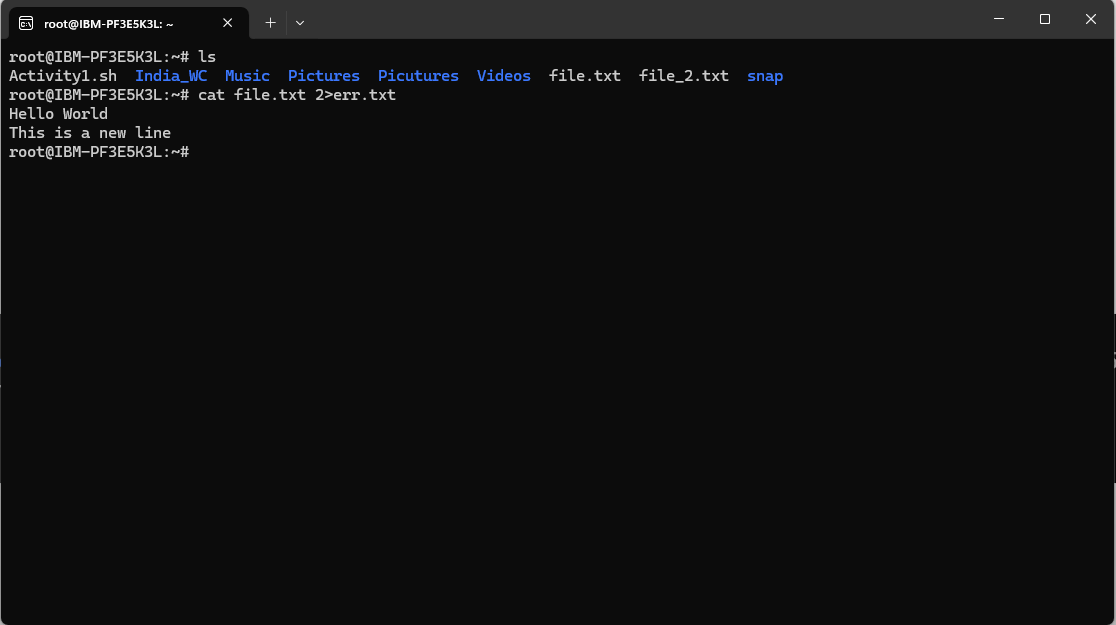 root@IBM-PF3E5K3L: ~
root@IBM-PF3E5K3L:~# ls
Activity1.sh  India_WC  Music  Pictures  Picutures  Videos  file.txt  file_2.txt  snap
root@IBM-PF3E5K3L:~# cat file.txt 2>err.txt
Hello World
This is a new line
root@IBM-PF3E5K3L:~#